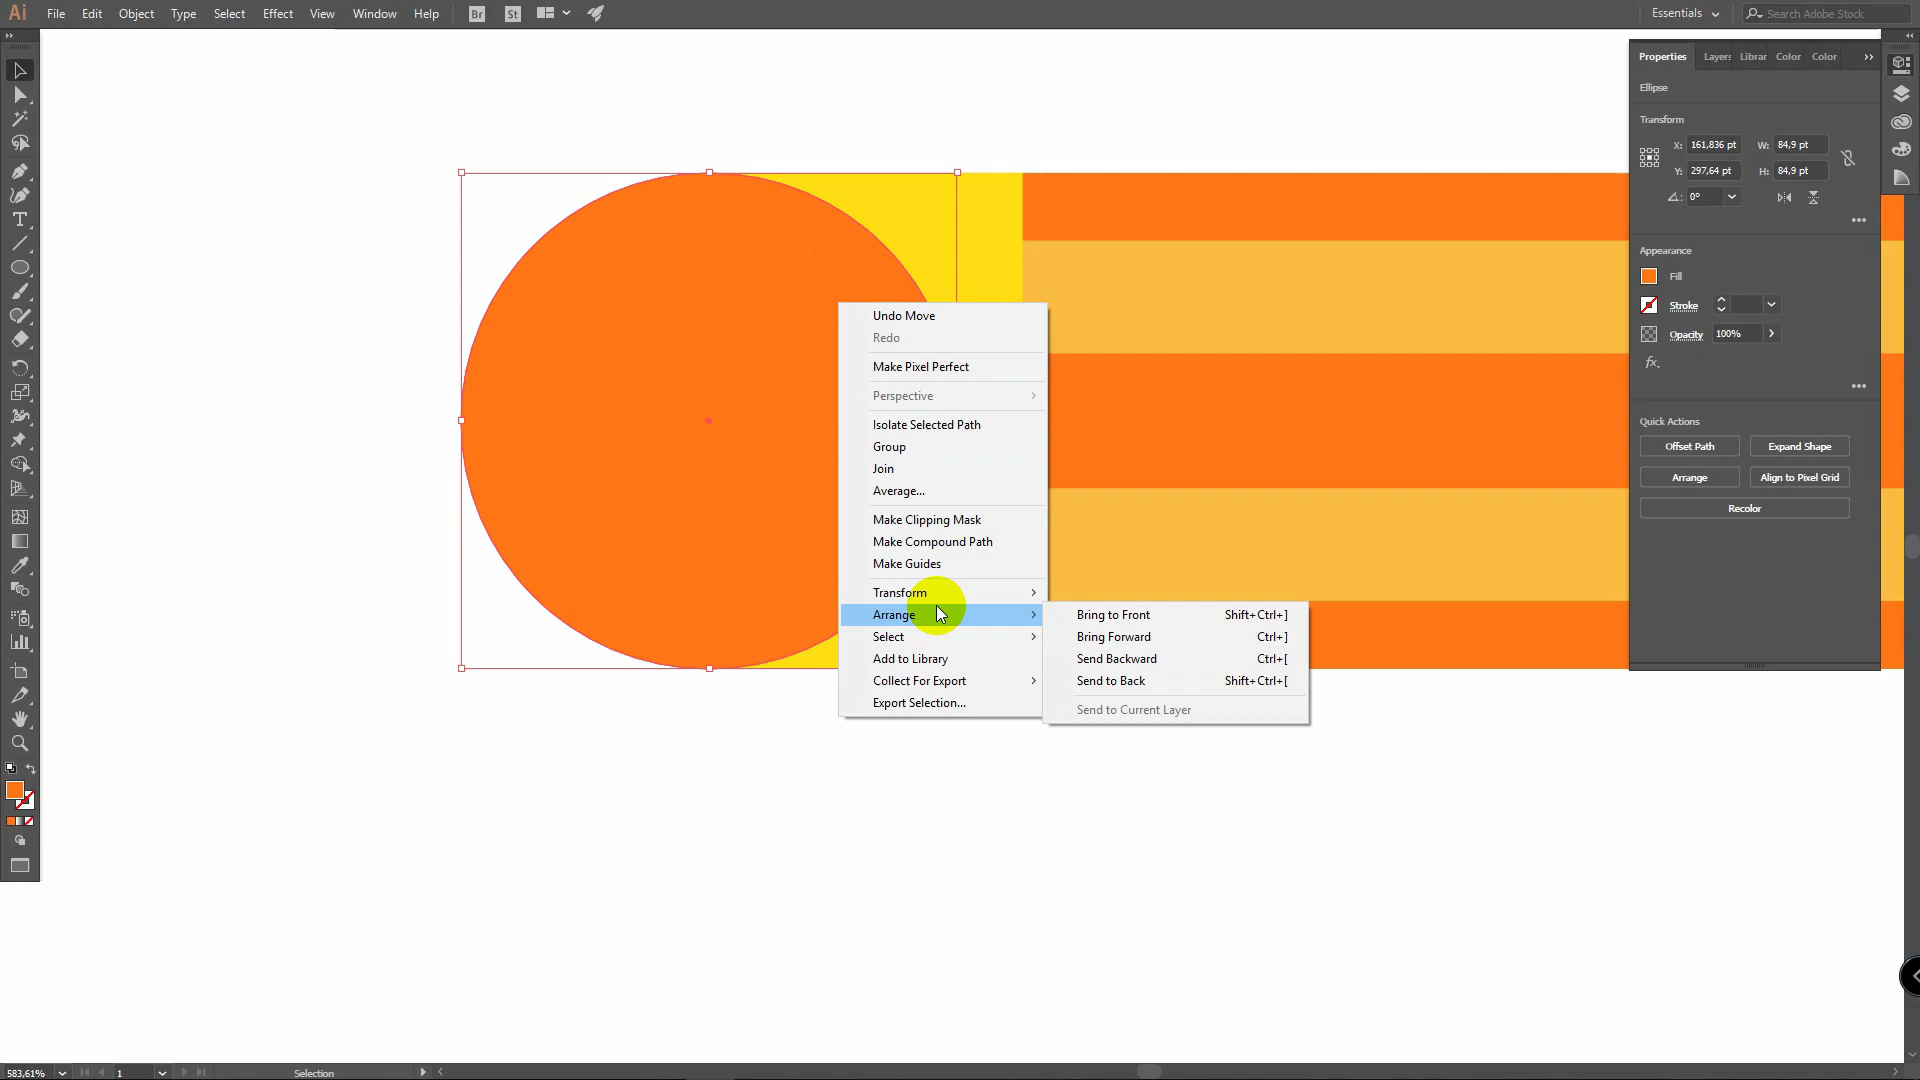 Ai File Edit Object Type Select Effect View Window Help Br St Essentials Search Adobe Stock
Properties Layers Librar Color Color
Ellipse
Transform
X: 161,836 pt W: 84,9 pt
Y: 297,64 pt H: 84,9 pt
0°
Appearance
Fill
Stroke
Opacity 100%
fx.
Quick Actions
Offset Path Expand Shape
Arrange Align to Pixel Grid
Recolor
Undo Move
Redo
Make Pixel Perfect
Perspective
Isolate Selected Path
Group
Join
Average...
Make Clipping Mask
Make Compound Path
Make Guides
Transform
Arrange
Select
Add to Library
Collect For Export
Export Selection...
Bring to Front Shift+Ctrl+]
Bring Forward Ctrl+]
Send Backward Ctrl+[
Send to Back Shift+Ctrl+[
Send to Current Layer
583,61% 1 Selection